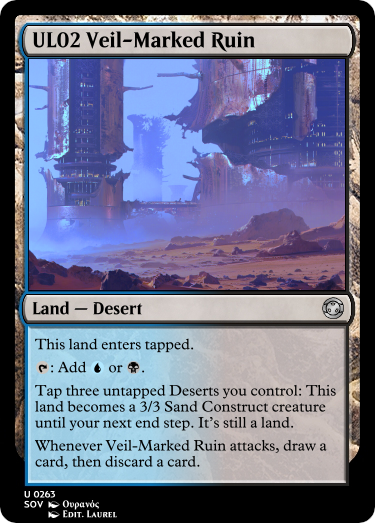 UL02 Veil-Marked Ruin
Land — Desert
This land enters tapped.
: Add or .
Tap three untapped Deserts you control: This
land becomes a 3/3 Sand Construct creature
until your next end step. It's still a land.
Whenever Veil-Marked Ruin attacks, draw a
card, then discard a card.
U 0263
SOV Ουρανός
Edit. Laurel